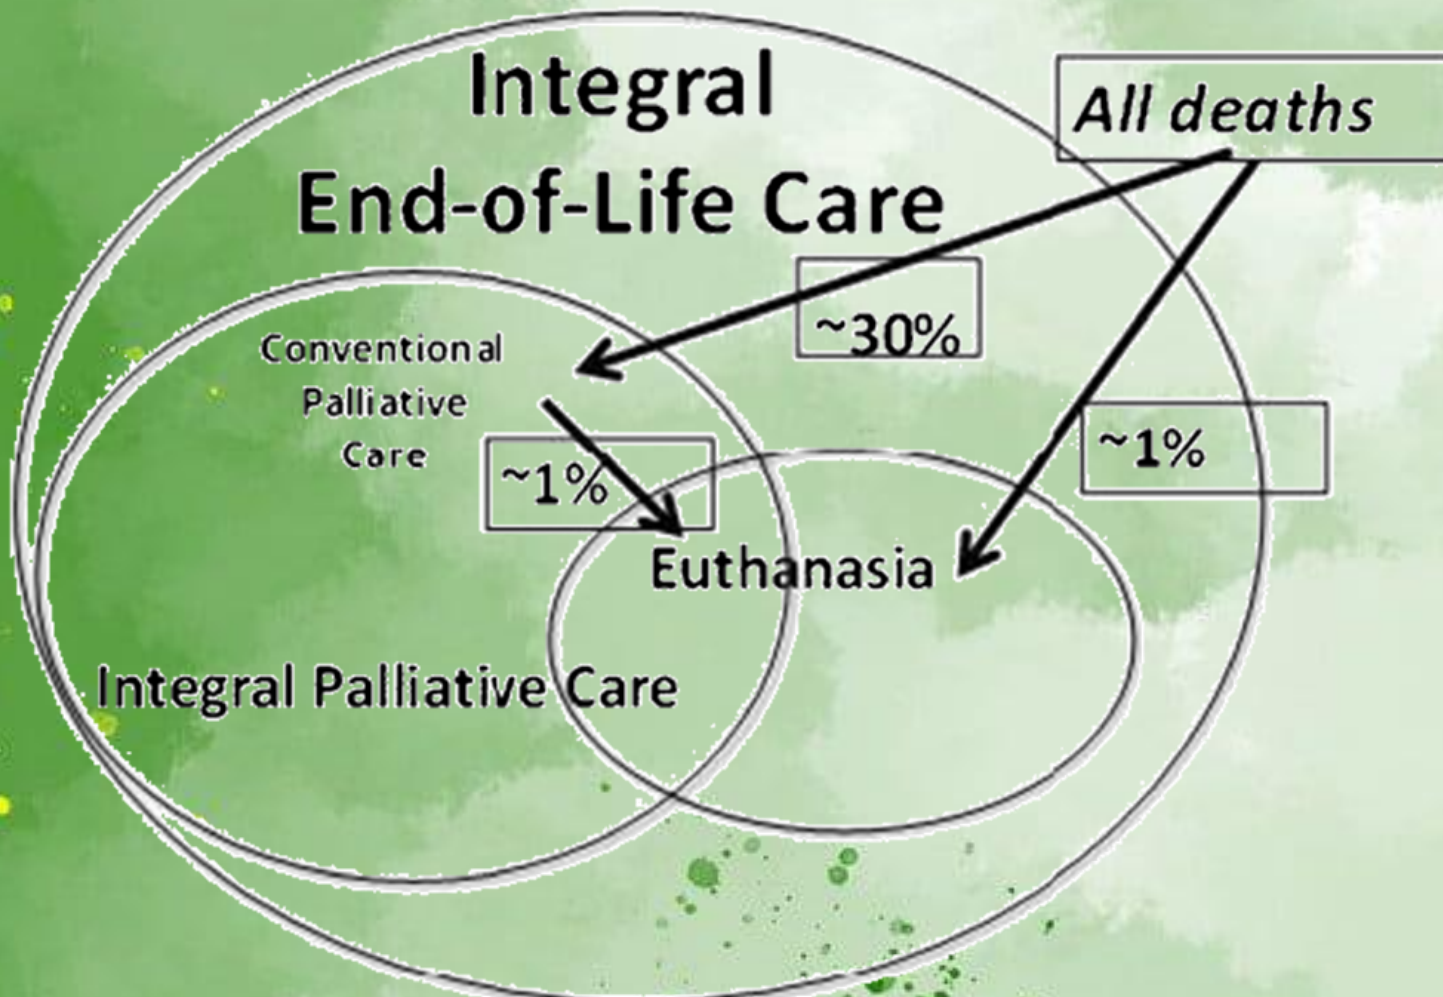 Integral
End-of-Life Care
All deaths
~30%
Conventional
Palliative
Care
~1%
~1%
Euthanasia
Integral Palliative Care